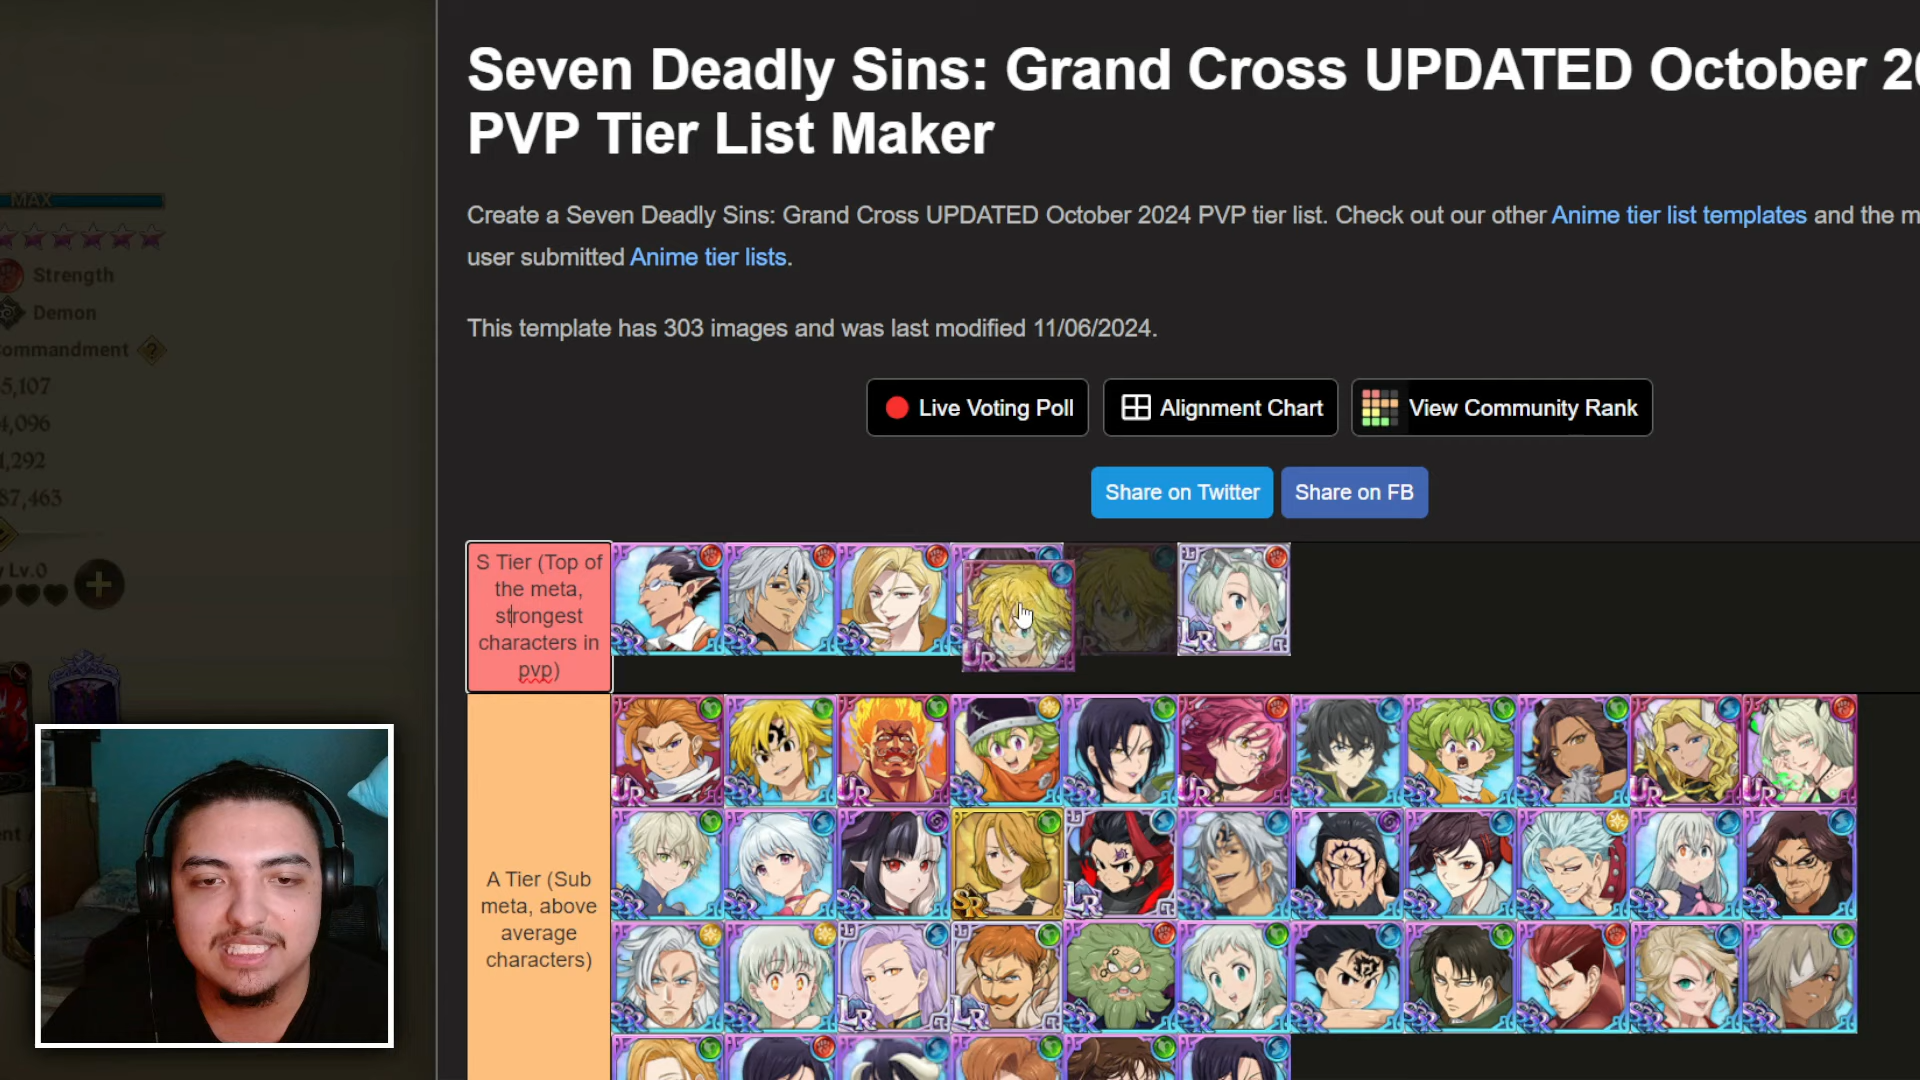 Seven Deadly Sins: Grand Cross UPDATED October 20
PVP Tier List Maker
Create a Seven Deadly Sins: Grand Cross UPDATED October 2024 PVP tier list. Check out our other Anime tier list templates and the m
user submitted Anime tier lists.
This template has 303 images and was last modified 11/06/2024.
Live Voting Poll
Alignment Chart
View Community Rank
Share on Twitter
Share on FB
MAX
Strength
Demon
ommandment
5,107
4,096
1,292
87,463
Lv.0
S Tier (Top of
the meta,
strongest
characters in
pvp)
A Tier (Sub
meta, above
average
characters)